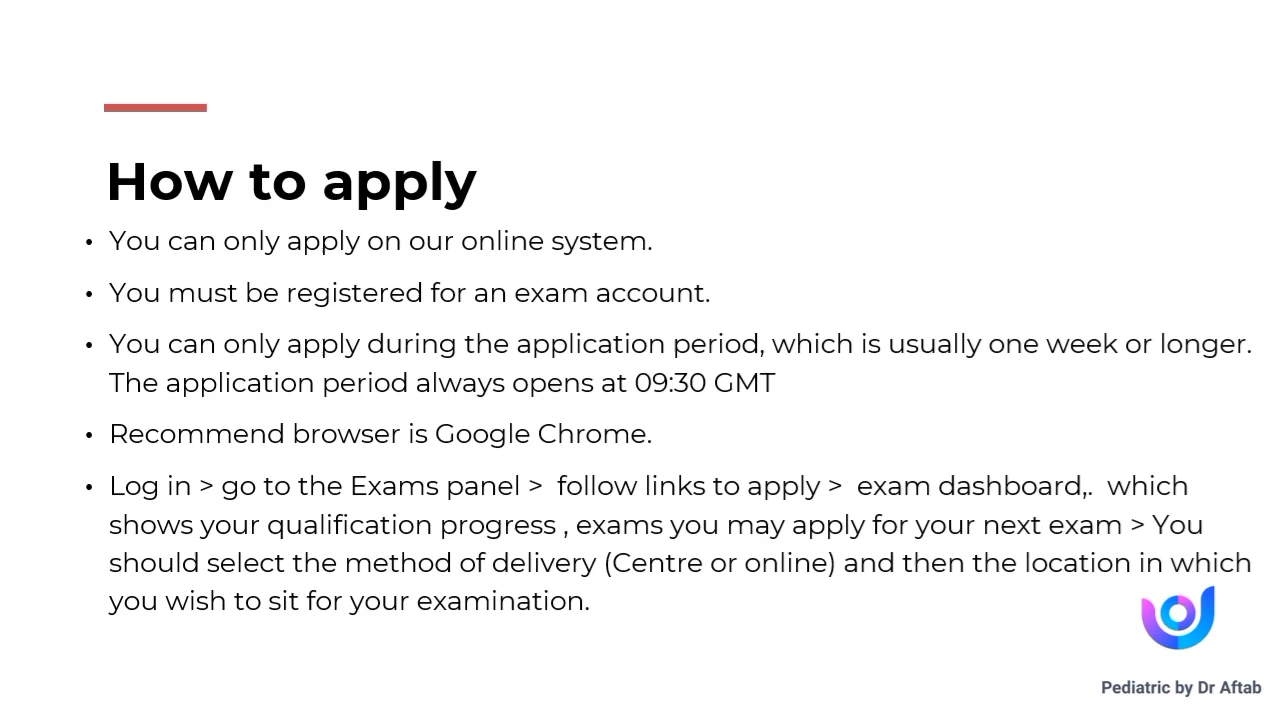 How to apply
• You can only apply on our online system.
• You must be registered for an exam account.
• You can only apply during the application period, which is usually one week or longer.
The application period always opens at 09:30 GMT
• Recommend browser is Google Chrome.
• Log in > go to the Exams panel >  follow links to apply >  exam dashboard,.  which
shows your qualification progress , exams you may apply for your next exam > You
should select the method of delivery (Centre or online) and then the location in which
you wish to sit for your examination.
Pediatric by Dr Aftab